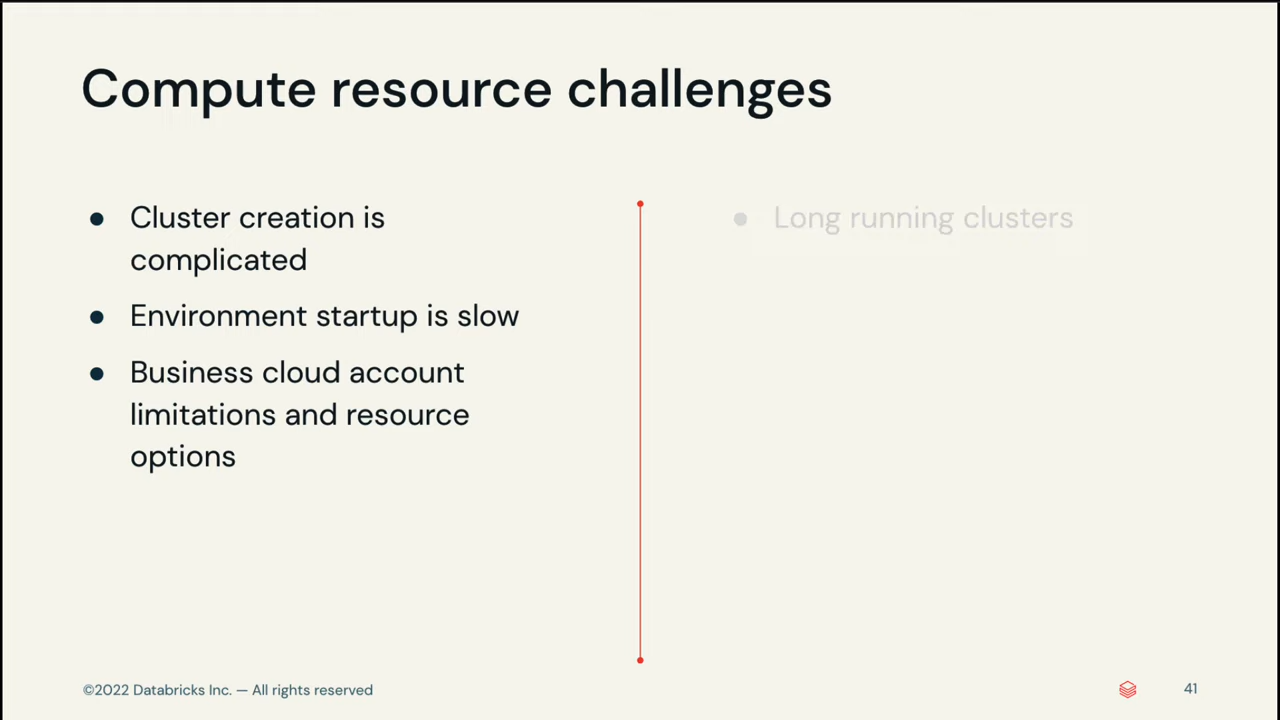 Compute resource challenges
● Cluster creation is
complicated
● Environment startup is slow
● Business cloud account
limitations and resource
options
● Long running clusters
©2022 Databricks Inc. — All rights reserved
41